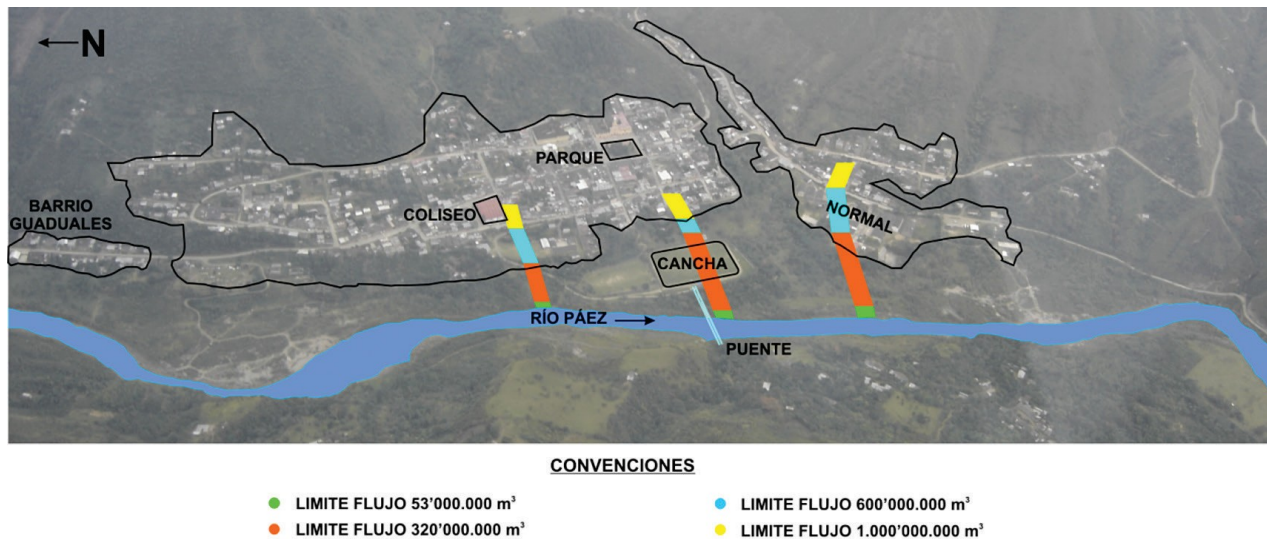 N
PARQUE
COLISEO
BARRIO
GUADUALES
NORMAL
CANCHA
RÍO PÁEZ
PUENTE
CONVENCIONES
LIMITE FLUJO 53'000.000 m³
LIMITE FLUJO 320'000.000 m³
LIMITE FLUJO 600'000.000 m³
LIMITE FLUJO 1.000'000.000 m³